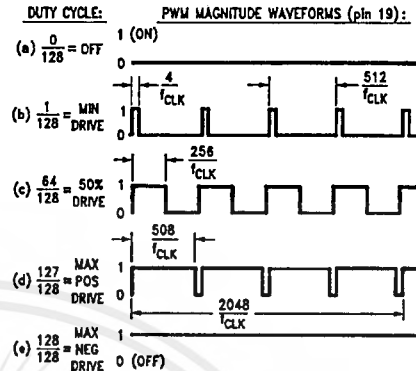 DUTY CYCLE: PWM MAGNITUDE WAVEFORMS (pin 19):
(a) 0/128 = OFF 1 (ON)
0
4/fCLK 512/fCLK
(b) 1/128 = MIN DRIVE 1
0
256/fCLK
(c) 64/128 = 50% DRIVE 1
0
508/fCLK
(d) 127/128 = MAX POS DRIVE 1
0
2048/fCLK
(e) 128/128 = MAX NEG DRIVE 1
0 (OFF)